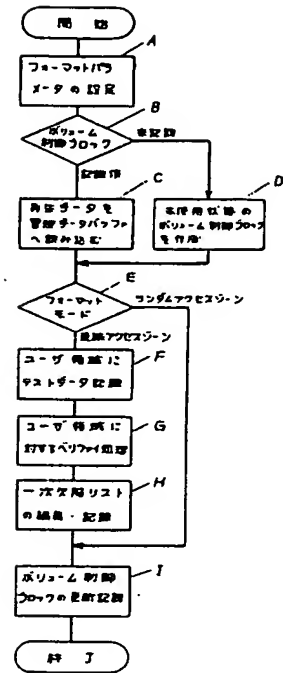 開始
A
フォーマットパラ
メータの設定
B
ボリューム
制御ブロック
未記録
記録済
C
再生データを
管理データバッファ
へ読み込む
D
未使用状態の
ボリューム制御ブロック
を作成
E
フォーマット
モード
ランダムアクセスゾーン
追記アクセスゾーン
F
ユーザ領域に
テストデータ記録
G
ユーザ領域に
対するベリファイ処理
H
一次欠陥リスト
の編集・記録
I
ボリューム制御
ブロックの更新記録
終了